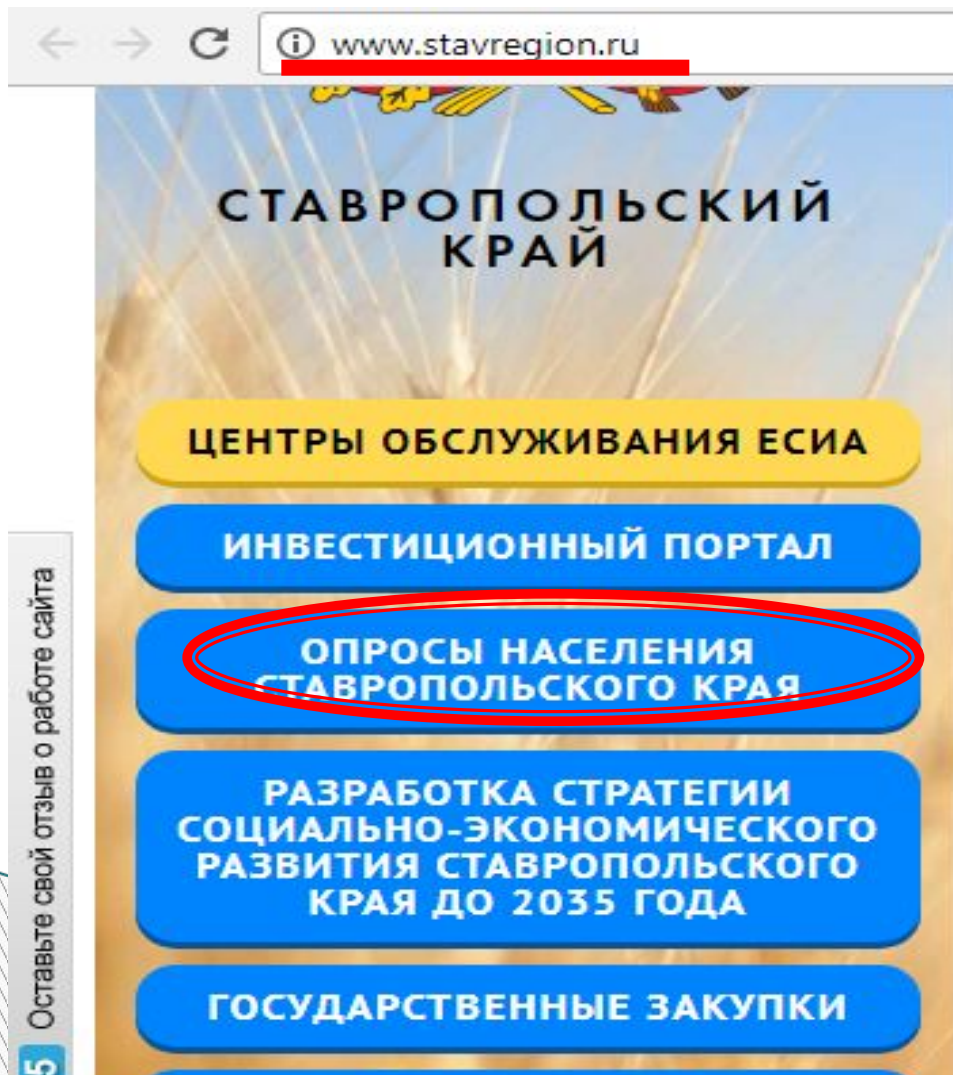 www.stavregion.ru
СТАВРОПОЛЬСКИЙ
КРАЙ
ЦЕНТРЫ ОБСЛУЖИВАНИЯ ЕСИА
ИНВЕСТИЦИОННЫЙ ПОРТАЛ
ОПРОСЫ НАСЕЛЕНИЯ
СТАВРОПОЛЬСКОГО КРАЯ
РАЗРАБОТКА СТРАТЕГИИ
СОЦИАЛЬНО-ЭКОНОМИЧЕСКОГО
РАЗВИТИЯ СТАВРОПОЛЬСКОГО
КРАЯ ДО 2035 ГОДА
ГОСУДАРСТВЕННЫЕ ЗАКУПКИ
5 Оставьте свой отзыв о работе сайта